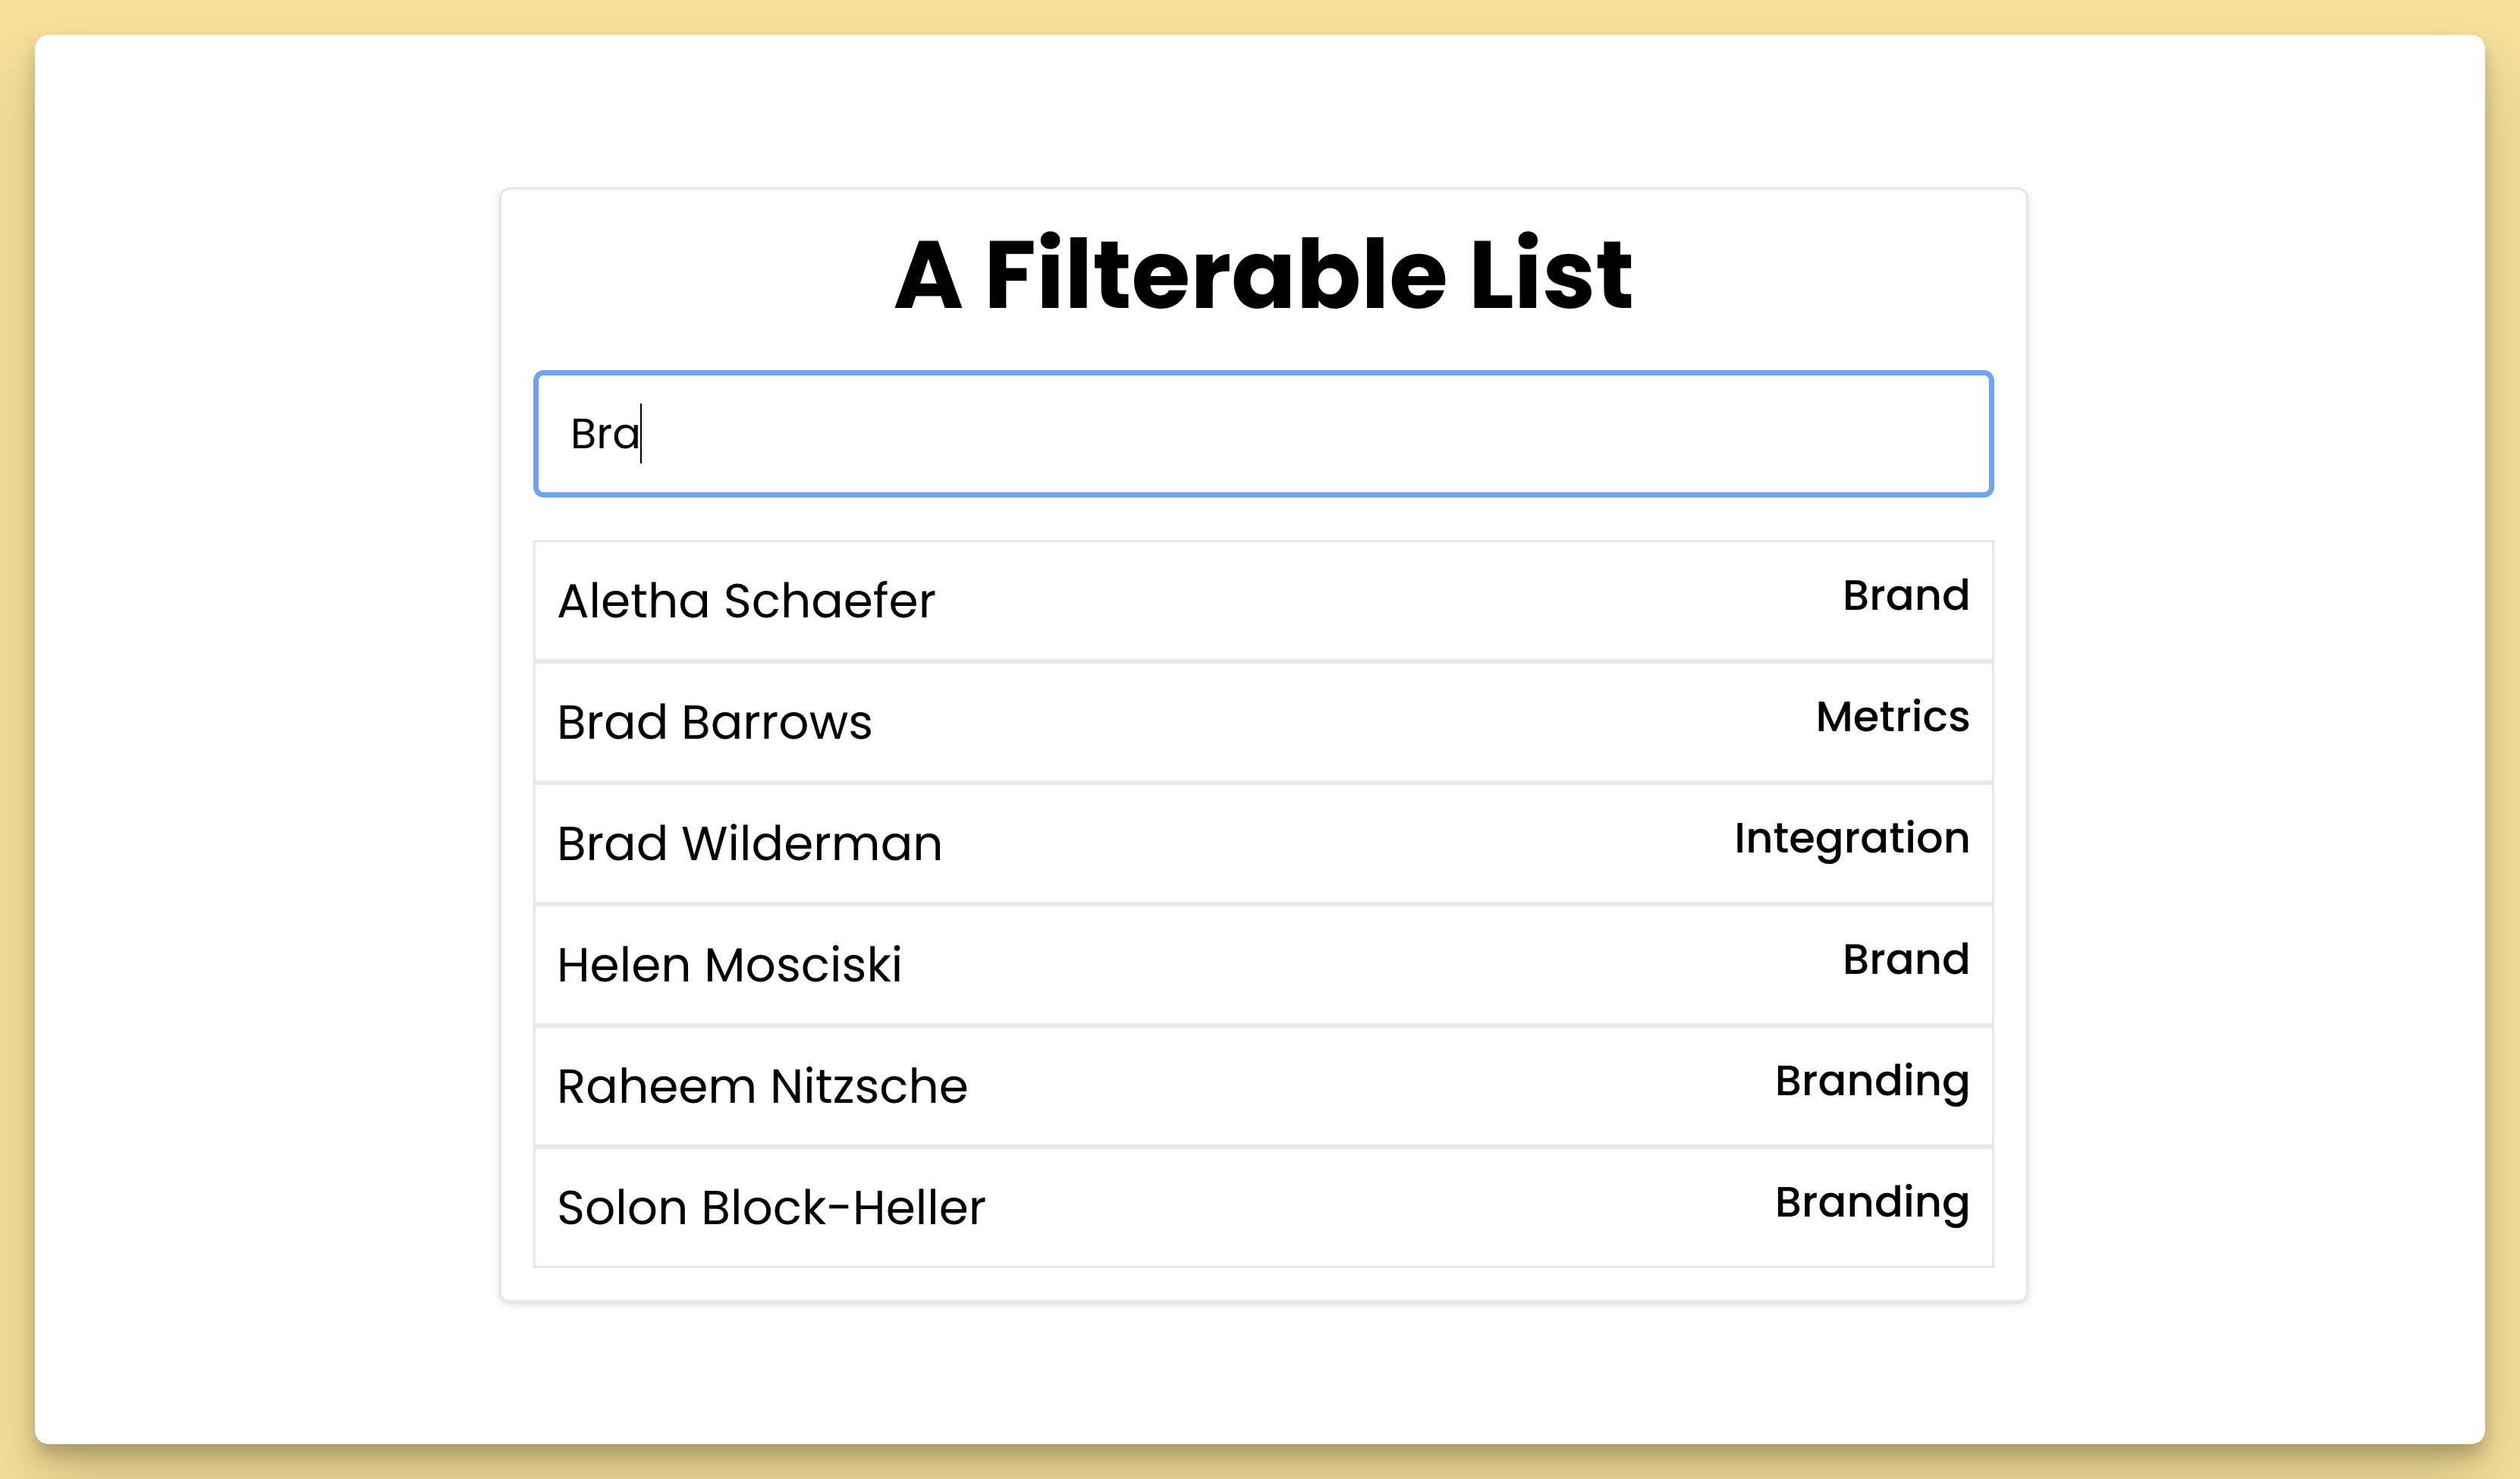 A Filterable List
Bra
Aletha Schaefer Brand
Brad Barrows Metrics
Brad Wilderman Integration
Helen Mosciski Brand
Raheem Nitzsche Branding
Solon Block-Heller Branding